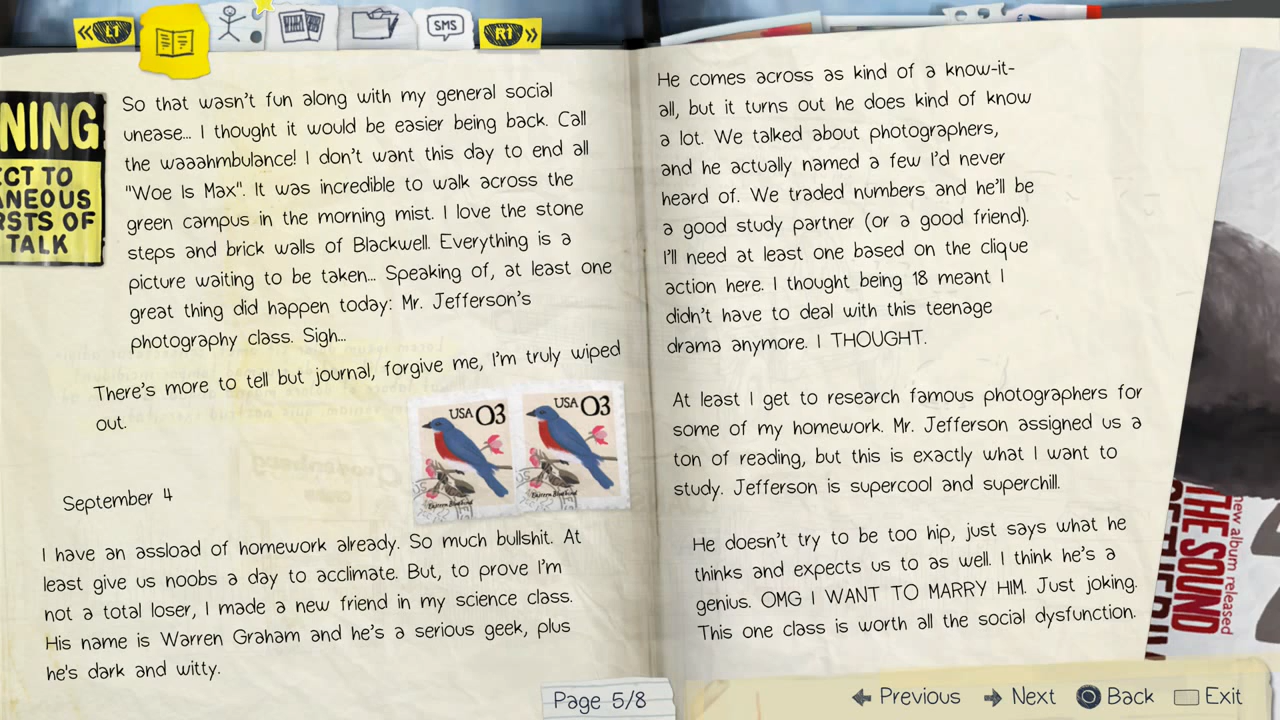 L1
SMS
R1
NING
ECT TO
ANEOUS
RSTS OF
TALK
So that wasn't fun along with my general social
unease... I thought it would be easier being back. Call
the waaahmbulance! I don't want this day to end all
"Woe Is Max". It was incredible to walk across the
green campus in the morning mist. I love the stone
steps and brick walls of Blackwell. Everything is a
picture waiting to be taken... Speaking of, at least one
great thing did happen today: Mr. Jefferson's
photography class. Sigh...
There's more to tell but journal, forgive me, I'm truly wiped
out.
USA 03
USA 03
Eastern Bluebird
Eastern Bluebird
September 4
I have an assload of homework already. So much bullshit. At
least give us noobs a day to acclimate. But, to prove I'm
not a total loser, I made a new friend in my science class.
His name is Warren Graham and he's a serious geek, plus
he's dark and witty.
He comes across as kind of a know-it-
all, but it turns out he does kind of know
a lot. We talked about photographers,
and he actually named a few I'd never
heard of. We traded numbers and he'll be
a good study partner (or a good friend).
I'll need at least one based on the clique
action here. I thought being 18 meant I
didn't have to deal with this teenage
drama anymore. I THOUGHT.
At least I get to research famous photographers for
some of my homework. Mr. Jefferson assigned us a
ton of reading, but this is exactly what I want to
study. Jefferson is supercool and superchill.
He doesn't try to be too hip, just says what he
thinks and expects us to as well. I think he's a
genius. OMG I WANT TO MARRY HIM. Just joking.
This one class is worth all the social dysfunction.
new album released
THE SOUND
Page 5/8
Previous
Next
Back
Exit